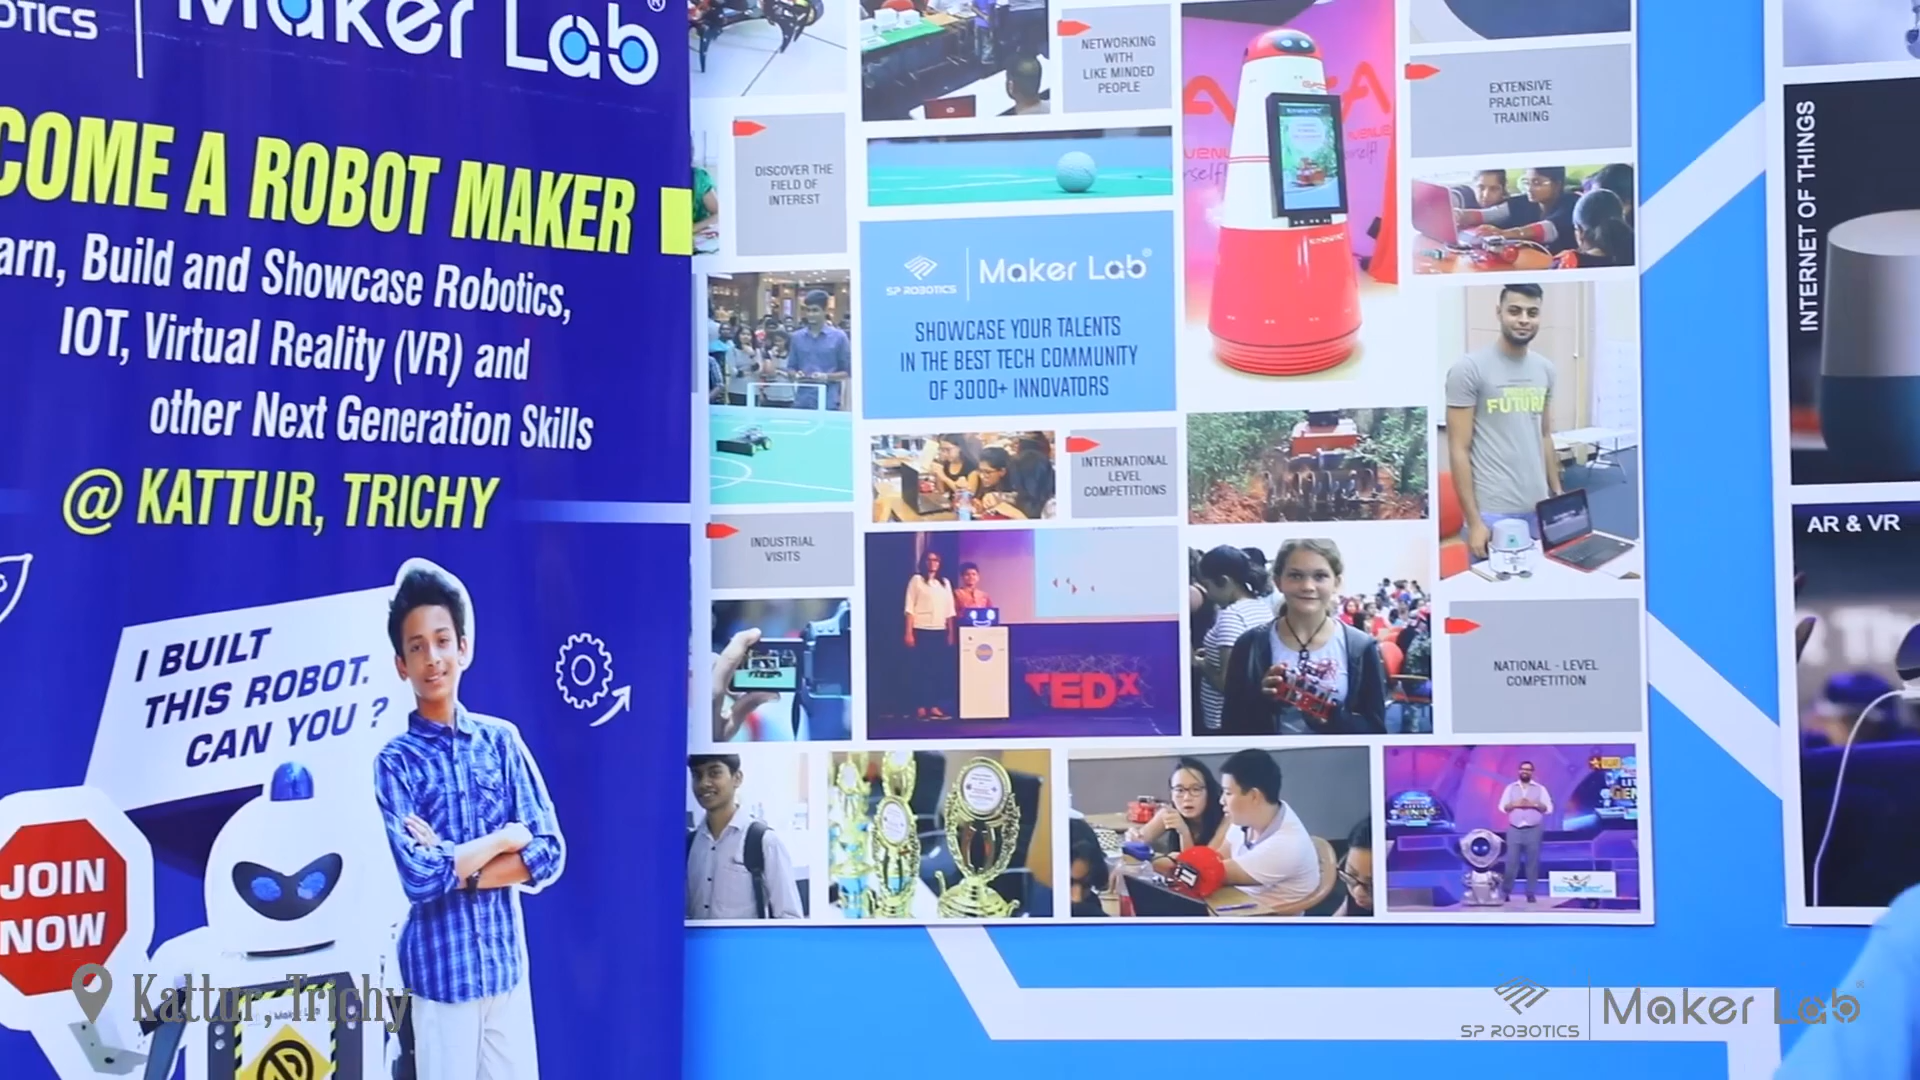 OTICS
Maker Lab®
COME A ROBOT MAKER
arn, Build and Showcase Robotics,
IOT, Virtual Reality (VR) and
other Next Generation Skills
@ KATTUR, TRICHY
I BUILT
THIS ROBOT.
CAN YOU ?
JOIN
NOW
Maker Lab
NETWORKING
WITH
LIKE MINDED
PEOPLE
EXTENSIVE
PRACTICAL
TRAINING
DISCOVER THE
FIELD OF
INTEREST
SP ROBOTICS
Maker Lab®
SHOWCASE YOUR TALENTS
IN THE BEST TECH COMMUNITY
OF 3000+ INNOVATORS
INTERNATIONAL
LEVEL
COMPETITIONS
INDUSTRIAL
VISITS
FUTUR
TEDx
NATIONAL - LEVEL
COMPETITION
INTERNET OF THINGS
AR & VR
Kattur, Trichy
SP ROBOTICS
Maker Lab®